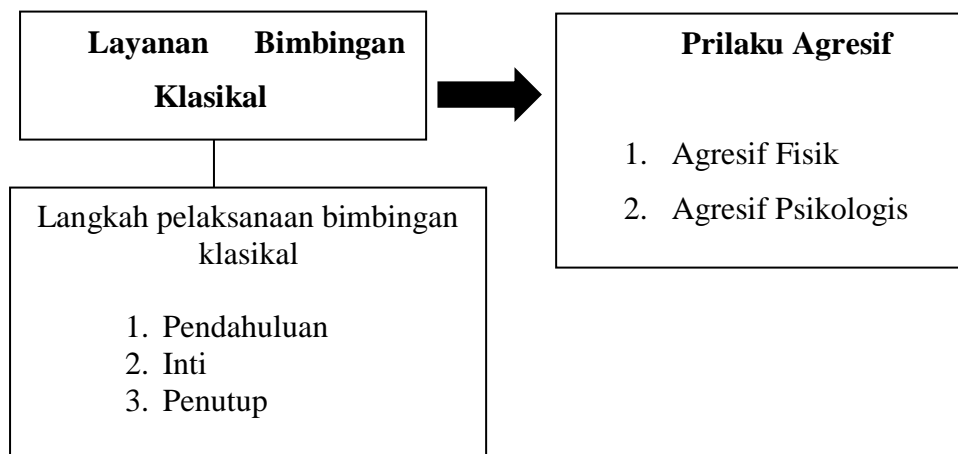 Layanan Bimbingan
Klasikal
Langkah pelaksanaan bimbingan
klasikal
1. Pendahuluan
2. Inti
3. Penutup
Prilaku Agresif
1. Agresif Fisik
2. Agresif Psikologis